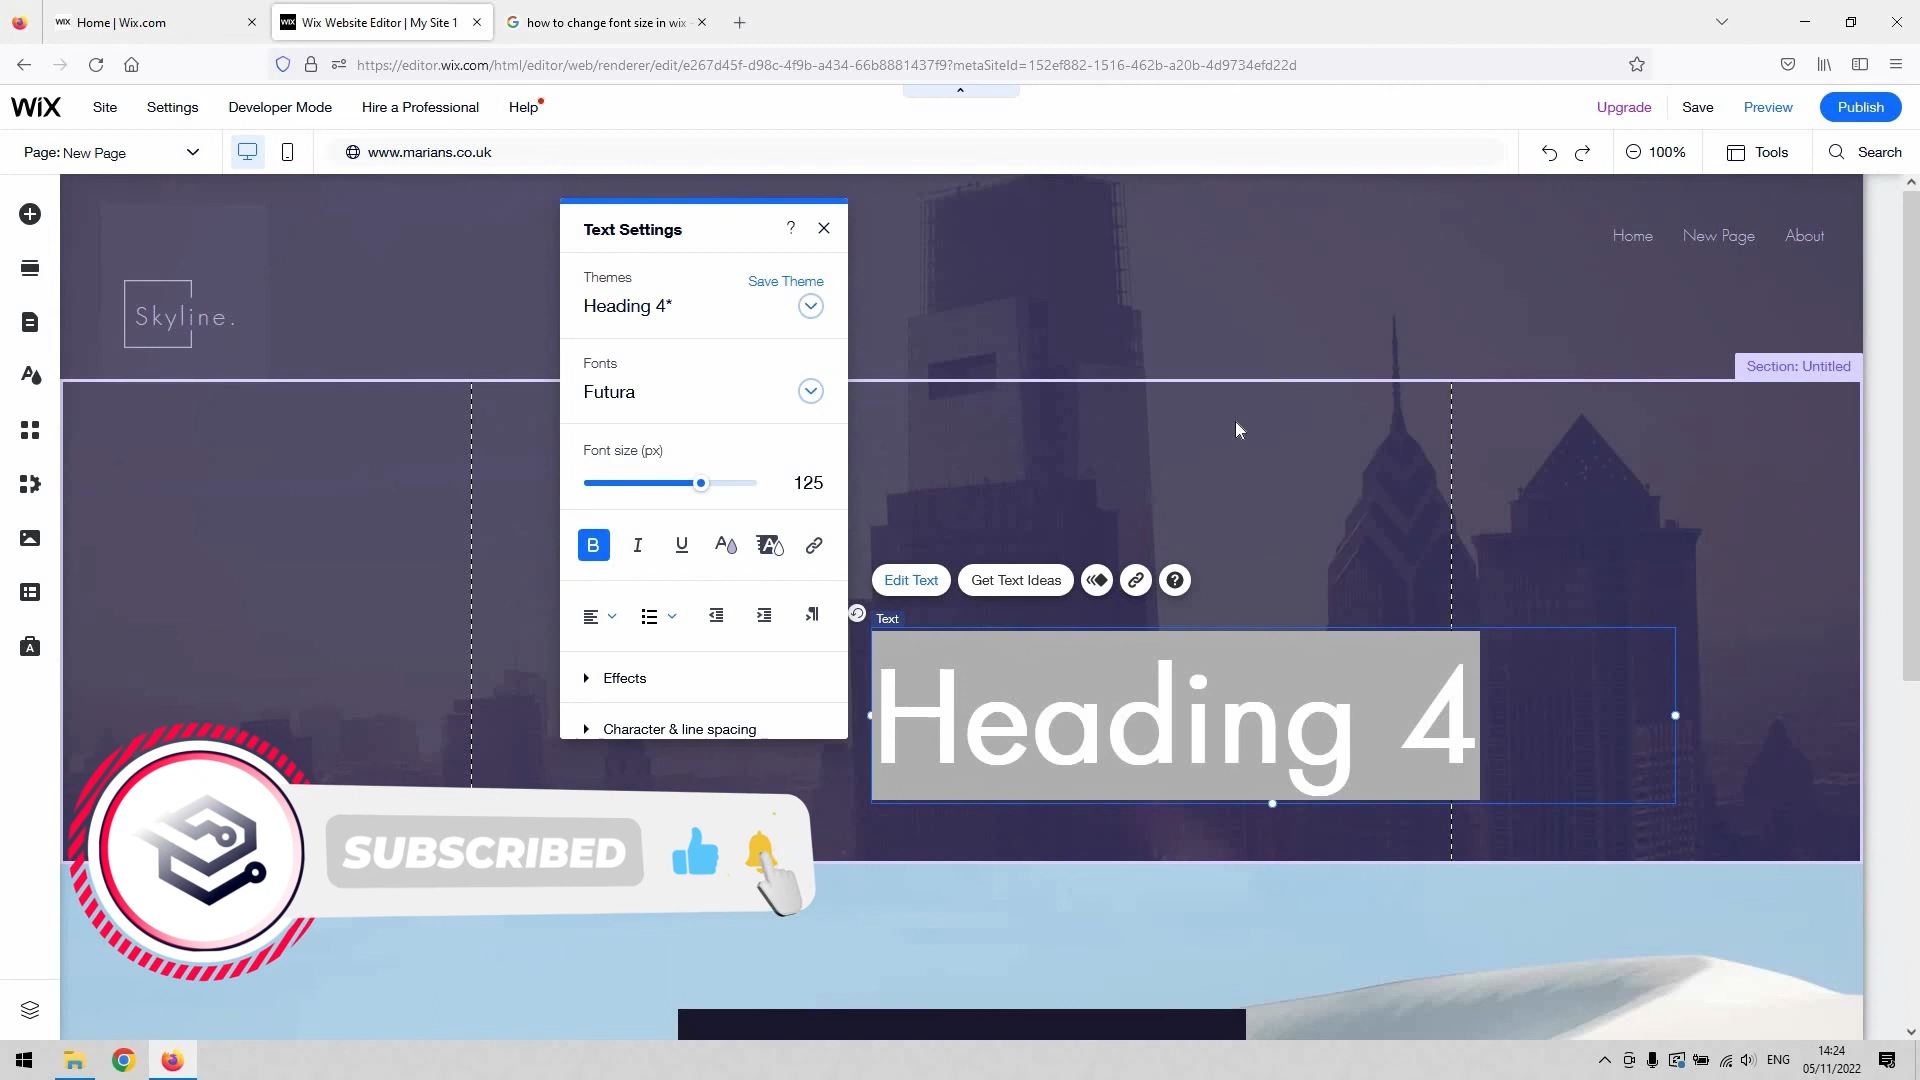 Home | Wix.com
Wix Website Editor | My Site 1
how to change font size in wix -
https://editor.wix.com/html/editor/web/renderer/edit/e267d45f-d98c-4f9b-a434-66b8881437f9?metaSiteId=152ef882-1516-462b-a20b-4d9734efd22d
WIX Site Settings Developer Mode Hire a Professional Help Upgrade Save Preview Publish
Page: New Page www.marians.co.uk 100% Tools Search
Home New Page About
Skyline.
Section: Untitled
Text Settings ?
Themes Save Theme
Heading 4*
Fonts
Futura
Font size (px)
125
B I U A A
Effects
Character & line spacing
Edit Text Get Text Ideas
Text
Heading 4
SUBSCRIBED
ENG
14:24
05/11/2022